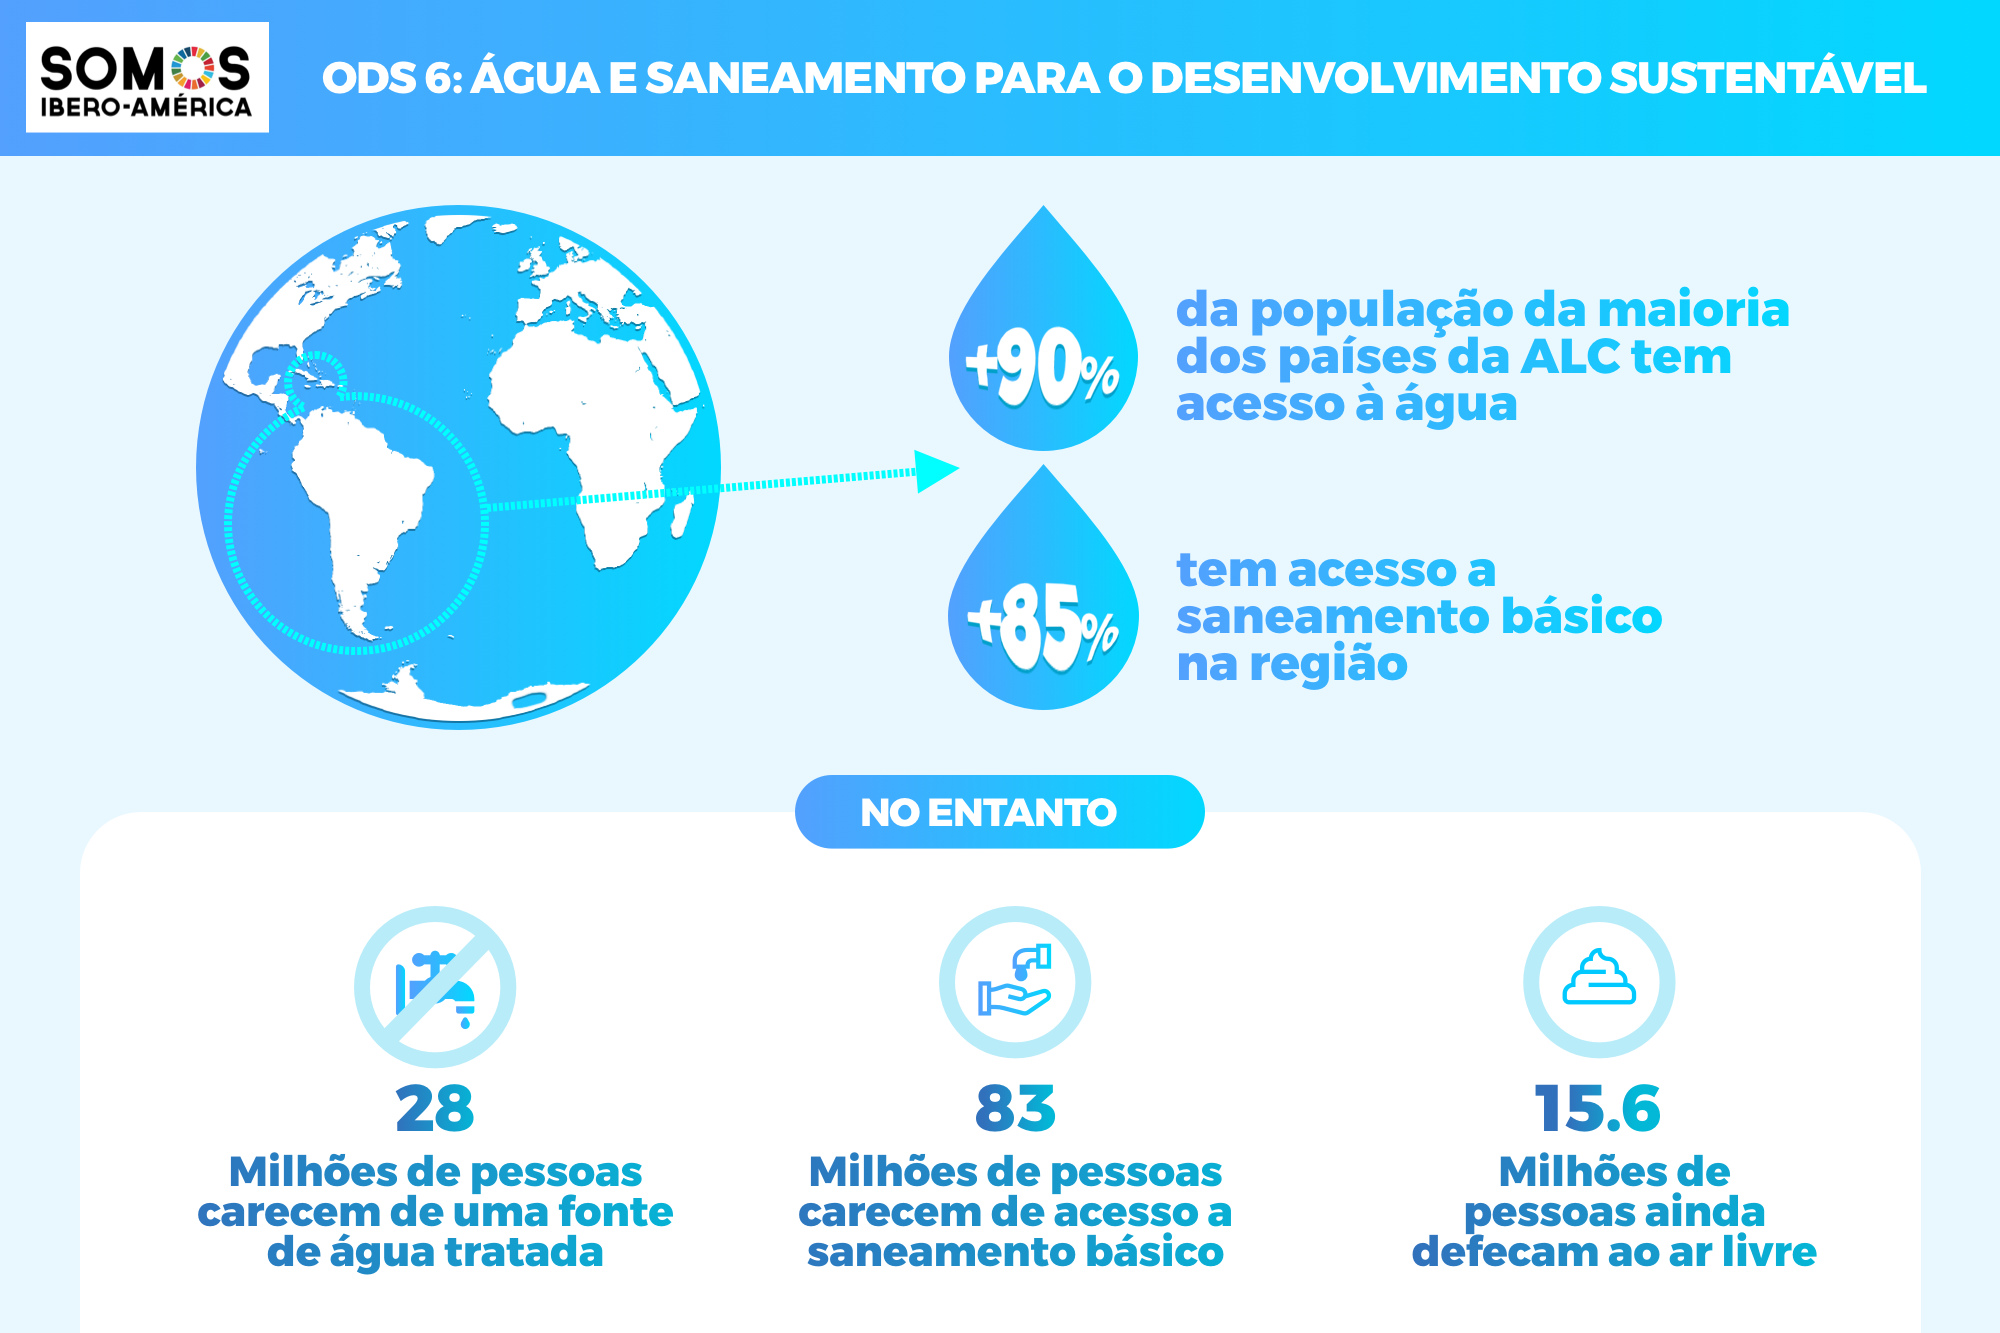 SOMOS
IBERO-AMÉRICA
ODS 6: ÁGUA E SANEAMENTO PARA O DESENVOLVIMENTO SUSTENTÁVEL
+90%
da população da maioria
dos países da ALC tem
acesso à água
+85%
tem acesso a
saneamento básico
na região
NO ENTANTO
28
Milhões de pessoas
carecem de uma fonte
de água tratada
83
Milhões de pessoas
carecem de acesso a
saneamento básico
15.6
Milhões de
pessoas ainda
defecam ao ar livre